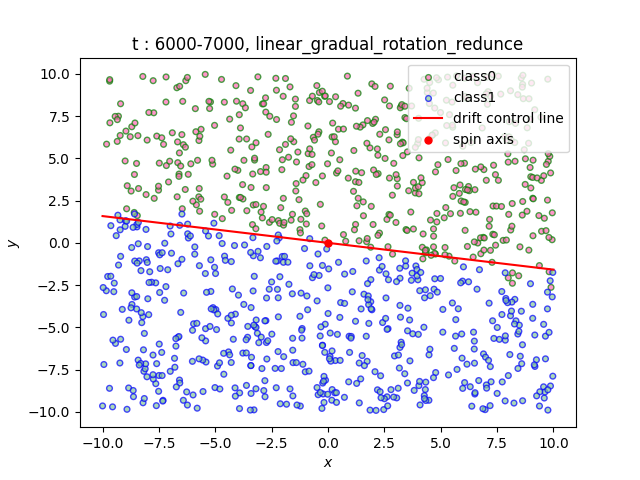 t : 6000-7000, linear_gradual_rotation_redunce
class0
class1
drift control line
spin axis
10.0
7.5
5.0
2.5
0.0
−2.5
−5.0
−7.5
−10.0
y
−10.0 −7.5 −5.0 −2.5 0.0 2.5 5.0 7.5 10.0
x